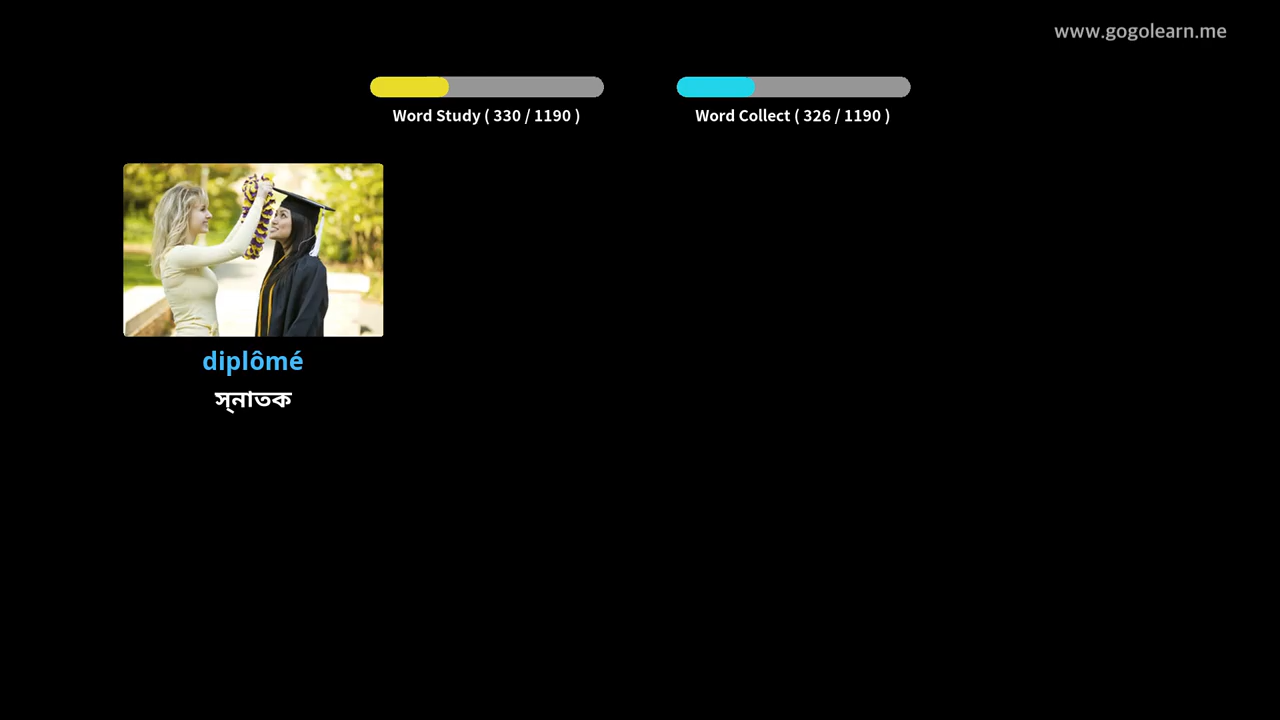 www.gogolearn.me
Word Study ( 330 / 1190 )
Word Collect ( 326 / 1190 )
diplômé
স্নাতক